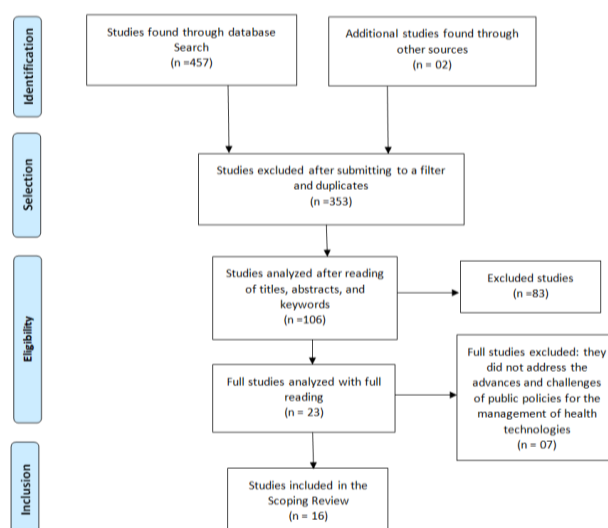 Identification
Studies found through database
Search
(n =457)
Additional studies found through
other sources
(n = 02)
Selection
Studies excluded after submitting to a filter
and duplicates
(n =353)
Eligibility
Studies analyzed after reading
of titles, abstracts, and
keywords
(n =106)
Excluded studies
(n =83)
Full studies analyzed with full
reading
(n = 23)
Full studies excluded: they
did not address the
advances and challenges
of public policies for the
management of health
technologies
(n = 07)
Inclusion
Studies included in the
Scoping Review
(n = 16)